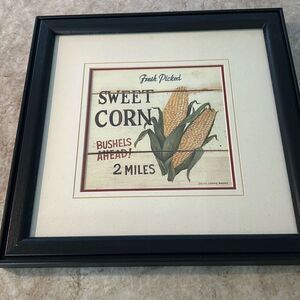 Fresh Picked
SWEET
CORN
BUSHELS
AHEAD!
2 MILES